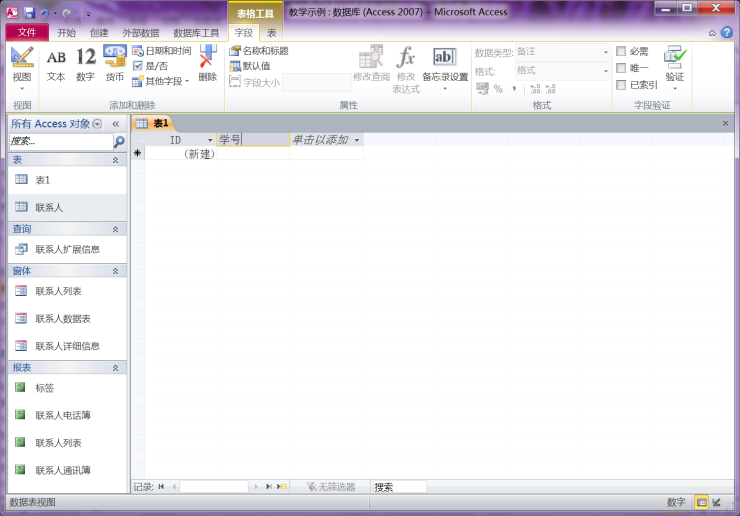 表格工具
教学示例 : 数据库 (Access 2007) - Microsoft Access
文件 开始 创建 外部数据 数据库工具 字段 表
视图 AB 文本 12 数字 货币 日期和时间 是/否 其他字段 删除 名称和标题 默认值 字段大小 修改查阅 fx 修改表达式 ab 备忘录设置 数据类型: 备注 格式: 格式 % , .00 .00 必需 唯一 已索引 验证
视图 添加和删除 属性 格式 字段验证
所有 Access 对象
搜索...
表
表1
联系人
查询
联系人扩展信息
窗体
联系人列表
联系人数据表
联系人详细信息
报表
标签
联系人电话簿
联系人列表
联系人通讯簿
表1
ID 学号 单击以添加
(新建)
记录: 无筛选器 搜索
数据表视图 数字